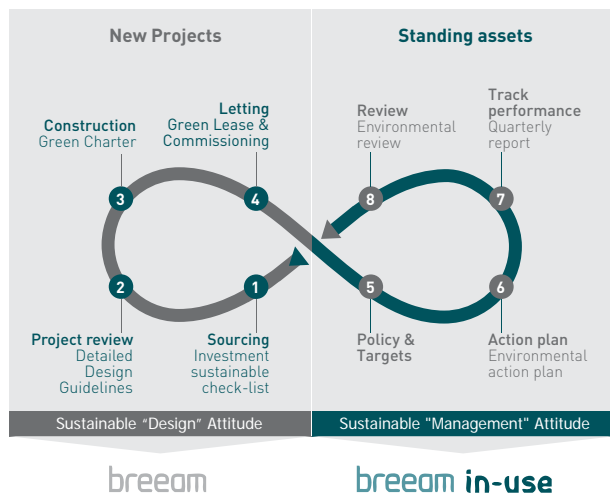 New Projects
Standing assets
Letting
Green Lease &
Commissioning
Construction
Green Charter
Review
Environmental
review
Track
performance
Quarterly
report
3
4
8
7
2
1
5
6
Project review
Detailed
Design
Guidelines
Sourcing
Investment
sustainable
check-list
Policy &
Targets
Action plan
Environmental
action plan
Sustainable “Design” Attitude
Sustainable "Management" Attitude
breeam
breeam in-use